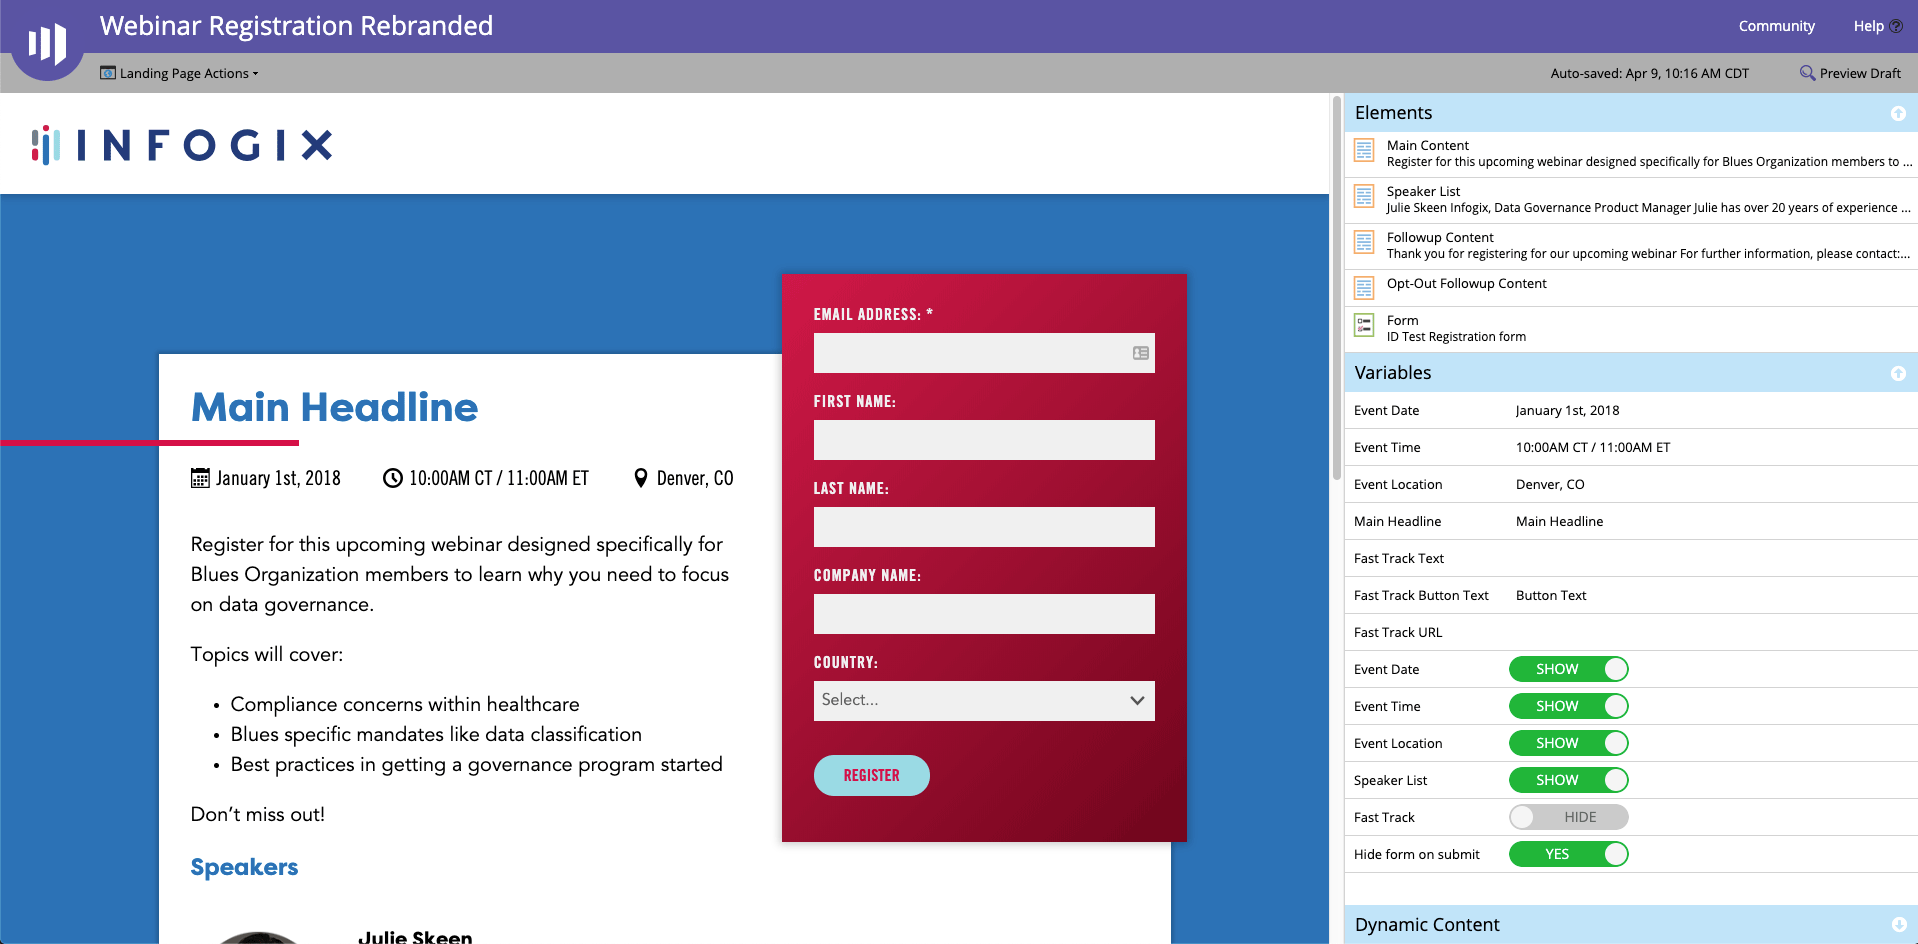 Webinar Registration Rebranded
Community
Help
Landing Page Actions
Auto-saved: Apr 9, 10:16 AM CDT
Preview Draft
INFOGIX
Main Headline
January 1st, 2018
10:00AM CT / 11:00AM ET
Denver, CO
Register for this upcoming webinar designed specifically for
Blues Organization members to learn why you need to focus
on data governance.
Topics will cover:
• Compliance concerns within healthcare
• Blues specific mandates like data classification
• Best practices in getting a governance program started
Don’t miss out!
Speakers
Julie Skeen
EMAIL ADDRESS: *
FIRST NAME:
LAST NAME:
COMPANY NAME:
COUNTRY:
Select...
REGISTER
Elements
Main Content
Register for this upcoming webinar designed specifically for Blues Organization members to ...
Speaker List
Julie Skeen Infogix, Data Governance Product Manager Julie has over 20 years of experience ...
Followup Content
Thank you for registering for our upcoming webinar For further information, please contact:...
Opt-Out Followup Content
Form
ID Test Registration form
Variables
Event Date January 1st, 2018
Event Time 10:00AM CT / 11:00AM ET
Event Location Denver, CO
Main Headline Main Headline
Fast Track Text
Fast Track Button Text Button Text
Fast Track URL
Event Date SHOW
Event Time SHOW
Event Location SHOW
Speaker List SHOW
Fast Track HIDE
Hide form on submit YES
Dynamic Content